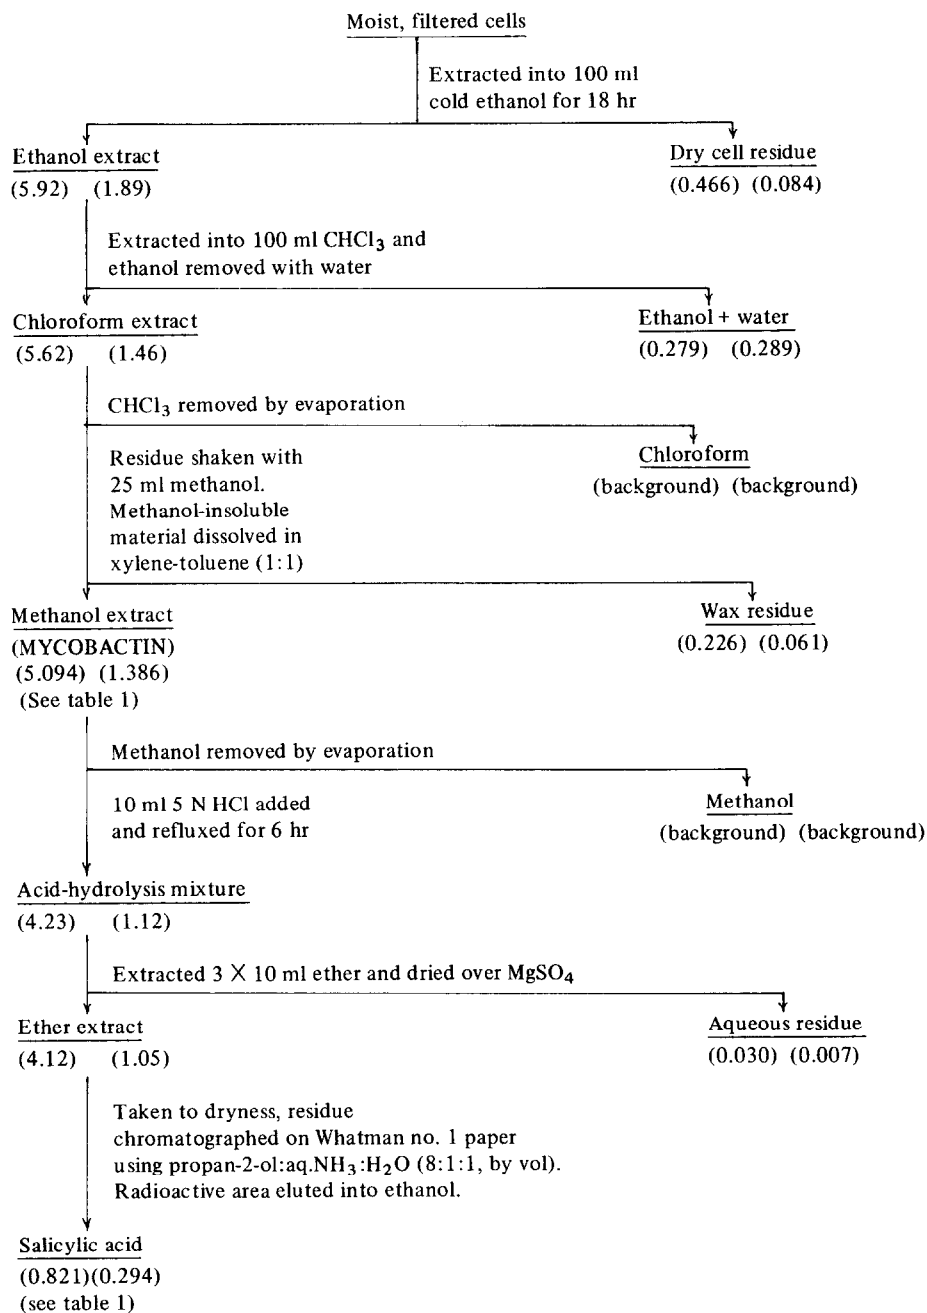 Moist, filtered cells
Extracted into 100 ml
cold ethanol for 18 hr
Ethanol extract
(5.92) (1.89)
Dry cell residue
(0.466) (0.084)
Extracted into 100 ml CHCl₃ and
ethanol removed with water
Chloroform extract
(5.62) (1.46)
Ethanol + water
(0.279) (0.289)
CHCl₃ removed by evaporation
Chloroform
(background) (background)
Residue shaken with
25 ml methanol.
Methanol-insoluble
material dissolved in
xylene-toluene (1:1)
Methanol extract
(MYCOBACTIN)
(5.094) (1.386)
(See table 1)
Wax residue
(0.226) (0.061)
Methanol removed by evaporation
Methanol
(background) (background)
10 ml 5 N HCl added
and refluxed for 6 hr
Acid-hydrolysis mixture
(4.23) (1.12)
Extracted 3 X 10 ml ether and dried over MgSO₄
Ether extract
(4.12) (1.05)
Aqueous residue
(0.030) (0.007)
Taken to dryness, residue
chromatographed on Whatman no. 1 paper
using propan-2-ol:aq.NH₃:H₂O (8:1:1, by vol).
Radioactive area eluted into ethanol.
Salicylic acid
(0.821)(0.294)
(see table 1)